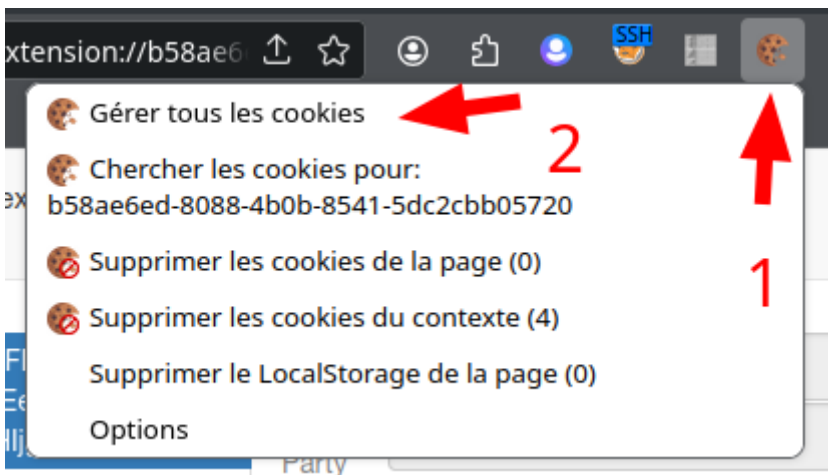 xtension://b58ae6
SSH
Gérer tous les cookies
2
Chercher les cookies pour:
b58ae6ed-8088-4b0b-8541-5dc2cbb05720
1
Supprimer les cookies de la page (0)
Supprimer les cookies du contexte (4)
Supprimer le LocalStorage de la page (0)
Options
Party